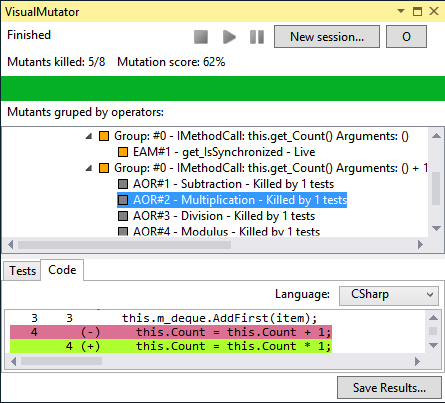 VisualMutator
Finished
New session...
O
Mutants killed: 5/8 Mutation score: 62%
Mutants gruped by operators:
Group: #0 - IMethodCall: this.get_Count() Arguments: ()
EAM#1 - get_IsSynchronized - Live
Group: #0 - IMethodCall: this.get_Count() Arguments: () + 1
AOR#1 - Subtraction - Killed by 1 tests
AOR#2 - Multiplication - Killed by 1 tests
AOR#3 - Division - Killed by 1 tests
AOR#4 - Modulus - Killed by 1 tests
Tests Code
Language: CSharp
3 3 this.m_deque.AddFirst(item);
4 (-) this.Count = this.Count + 1;
4 (+) this.Count = this.Count * 1;
Save Results...